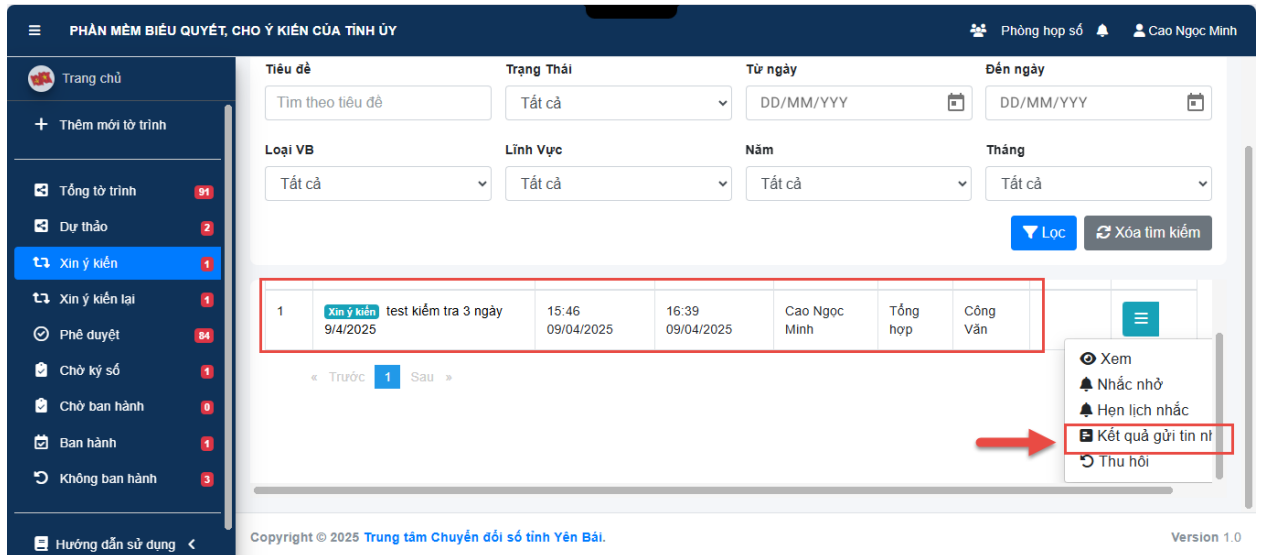 PHẦN MỀM BIỂU QUYẾT, CHO Ý KIẾN CỦA TỈNH ỦY
Phòng họp số
Cao Ngọc Minh
Trang chủ
Thêm mới tờ trình
Tổng tờ trình 91
Dự thảo 2
Xin ý kiến 1
Xin ý kiến lại 1
Phê duyệt 84
Chờ ký số 1
Chờ ban hành 0
Ban hành 1
Không ban hành 3
Hướng dẫn sử dụng
Tiêu đề Trạng Thái Từ ngày Đến ngày
Tìm theo tiêu đề Tất cả DD/MM/YYY DD/MM/YYY
Loại VB Lĩnh Vực Năm Tháng
Tất cả Tất cả Tất cả Tất cả
Lọc Xóa tìm kiếm
1 Xin ý kiến test kiểm tra 3 ngày 15:46 16:39 Cao Ngọc Tổng Công
9/4/2025 09/04/2025 09/04/2025 Minh hợp Văn
« Trước 1 Sau »
Xem
Nhắc nhở
Hẹn lịch nhắc
Kết quả gửi tin
Thu hồi
Copyright © 2025 Trung tâm Chuyển đổi số tỉnh Yên Bái. Version 1.0